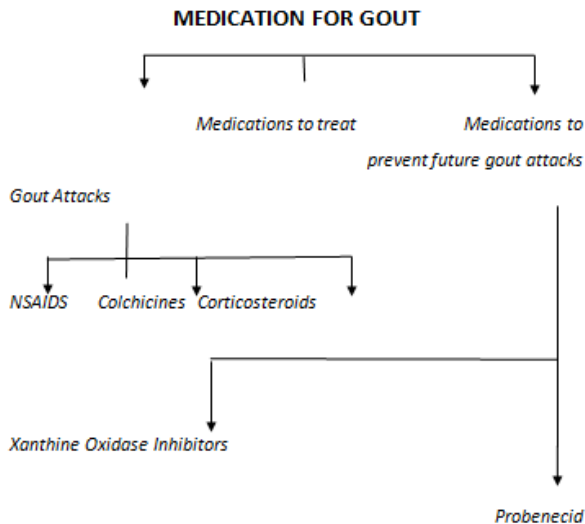 MEDICATION FOR GOUT
Medications to treat Medications to
prevent future gout attacks
Gout Attacks
NSAIDS Colchicines Corticosteroids
Xanthine Oxidase Inhibitors
Probenecid